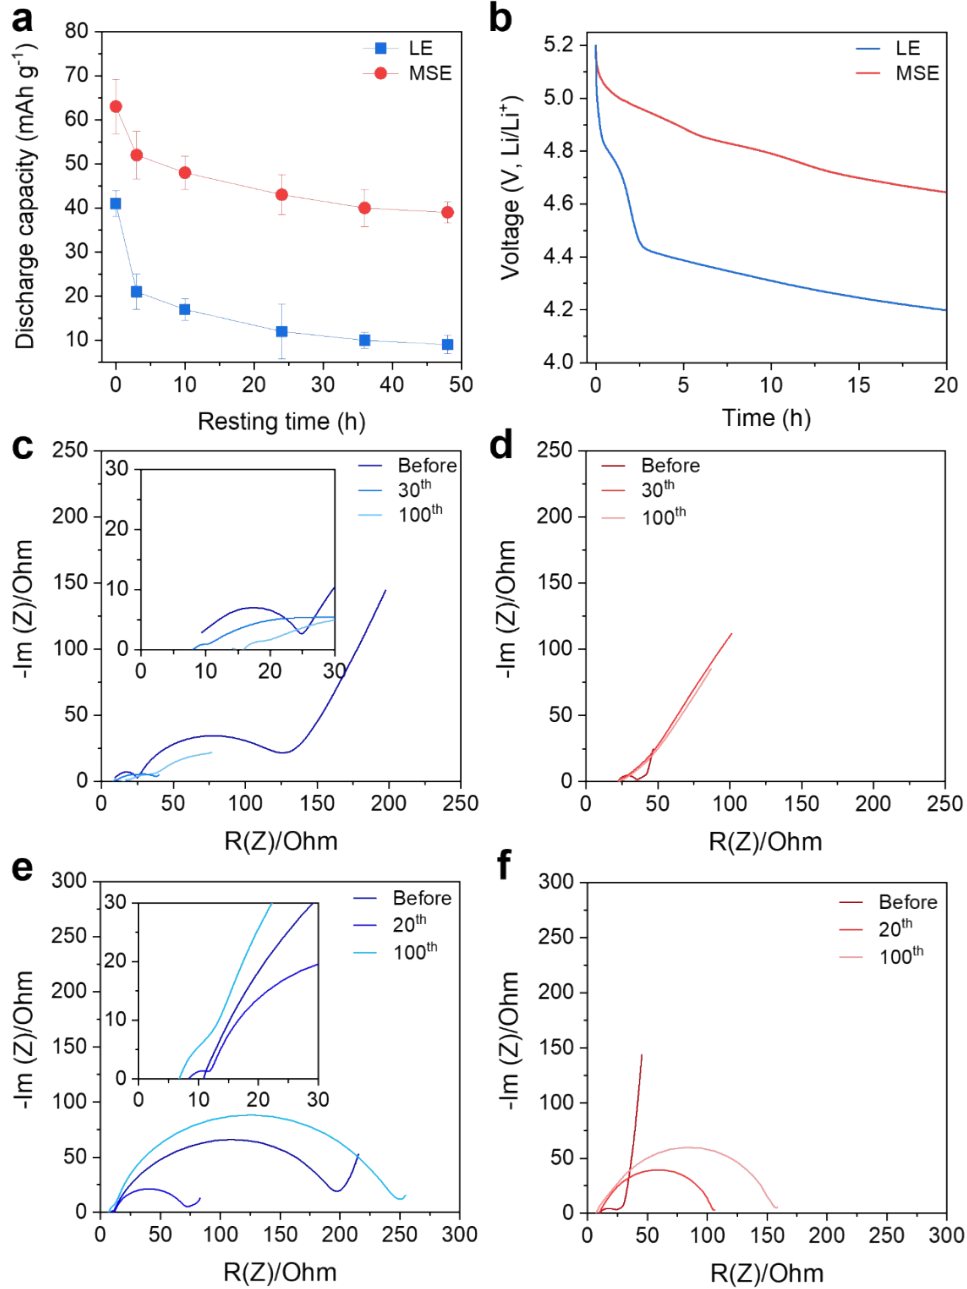 a
80
70
60
50
40
30
20
10
Discharge capacity (mAh g⁻¹)
LE
MSE
0 10 20 30 40 50
Resting time (h)
b
5.2
5.0
4.8
4.6
4.4
4.2
4.0
Voltage (V, Li/Li⁺)
LE
MSE
0 5 10 15 20
Time (h)
c
250
200
150
100
50
0
-Im (Z)/Ohm
Before
30th
100th
30
20
10
0
0 10 20 30
0 50 100 150 200 250
R(Z)/Ohm
d
250
200
150
100
50
0
-Im (Z)/Ohm
Before
30th
100th
0 50 100 150 200 250
R(Z)/Ohm
e
300
250
200
150
100
50
0
-Im (Z)/Ohm
Before
20th
100th
30
20
10
0
0 10 20 30
0 50 100 150 200 250 300
R(Z)/Ohm
f
300
250
200
150
100
50
0
-Im (Z)/Ohm
Before
20th
100th
0 50 100 150 200 250 300
R(Z)/Ohm